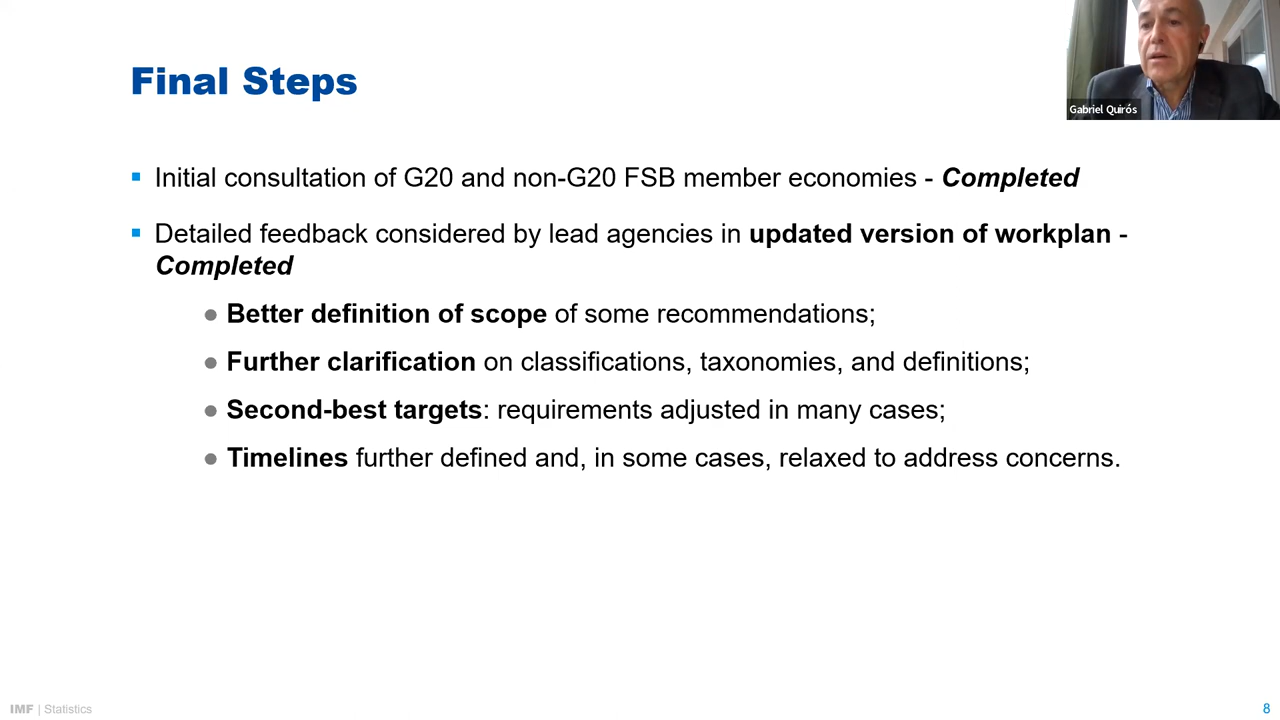 Final Steps
Gabriel Quirós
▪ Initial consultation of G20 and non-G20 FSB member economies - Completed
▪ Detailed feedback considered by lead agencies in updated version of workplan -
Completed
● Better definition of scope of some recommendations;
● Further clarification on classifications, taxonomies, and definitions;
● Second-best targets: requirements adjusted in many cases;
● Timelines further defined and, in some cases, relaxed to address concerns.
IMF | Statistics
8